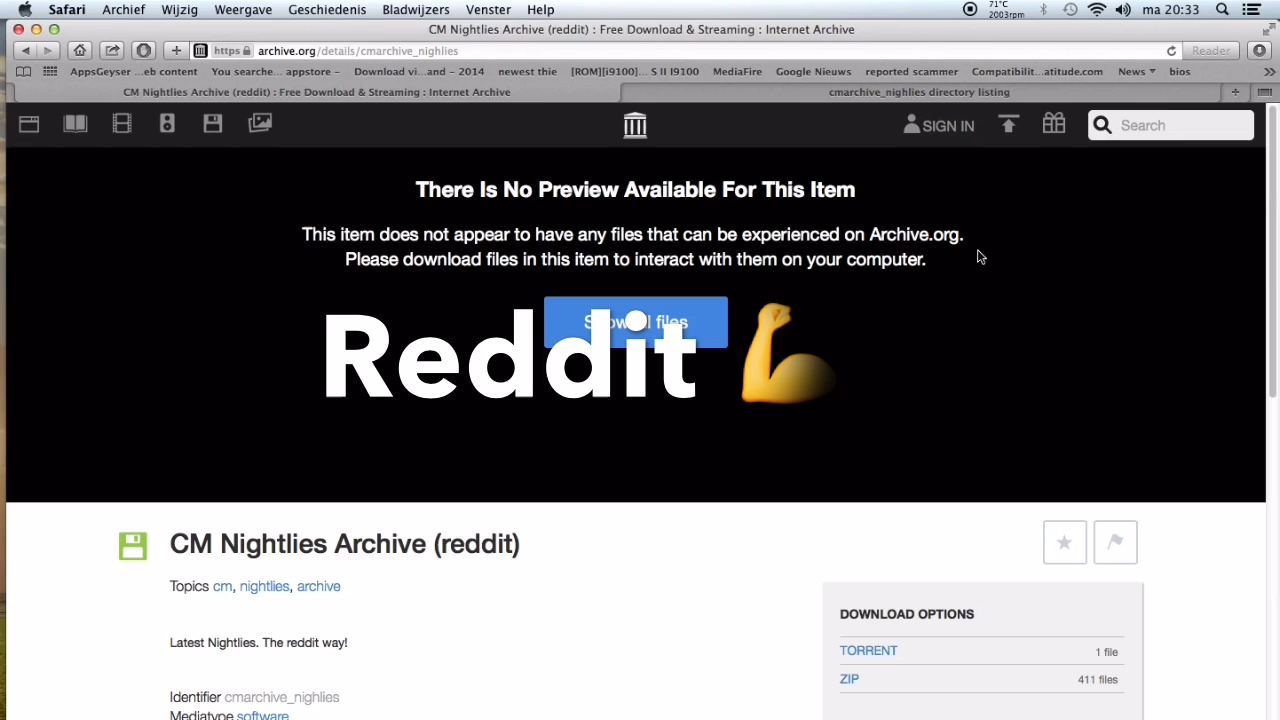 Safari Archief Wijzig Weergave Geschiedenis Bladwijzers Venster Help 71°C 2003rpm ma 20:33
CM Nightlies Archive (reddit) : Free Download & Streaming : Internet Archive
https archive.org/details/cmarchive_nighlies Reader
AppsGeyser ...eb content You searche... appstore – Download vi...and – 2014 newest thie [ROM][i9100]... S II I9100 MediaFire Google Nieuws reported scammer Compatibilit...atitude.com News bios
CM Nightlies Archive (reddit) : Free Download & Streaming : Internet Archive cmarchive_nighlies directory listing
SIGN IN Search
There Is No Preview Available For This Item
This item does not appear to have any files that can be experienced on Archive.org.
Please download files in this item to interact with them on your computer.
files
Reddit 💪
CM Nightlies Archive (reddit)
Topics cm, nightlies, archive
Latest Nightlies. The reddit way!
Identifier cmarchive_nighlies
Mediatype software
DOWNLOAD OPTIONS
TORRENT 1 file
ZIP 411 files